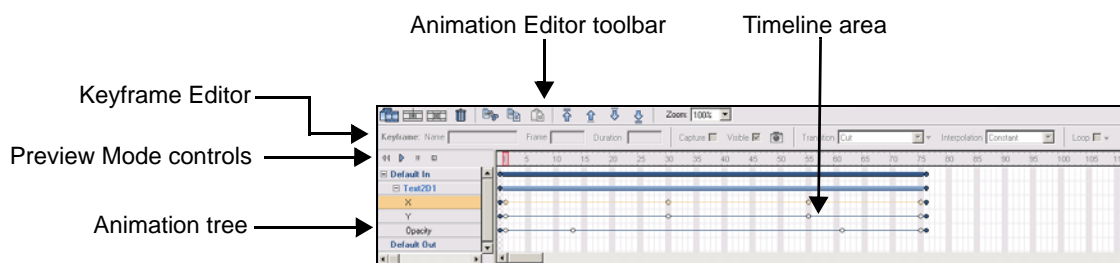 Animation Editor toolbar
Timeline area
Keyframe Editor
Preview Mode controls
Animation tree
Zoom: 100%
Keyframe: Name Frame Duration Capture Visible Transition Cut Interpolation Constant Loop
5 10 15 20 25 30 35 40 45 50 55 60 65 70 75 80 85 90 95 100 105 110
Default In
Text2D1
X
Y
Opacity
Default Out